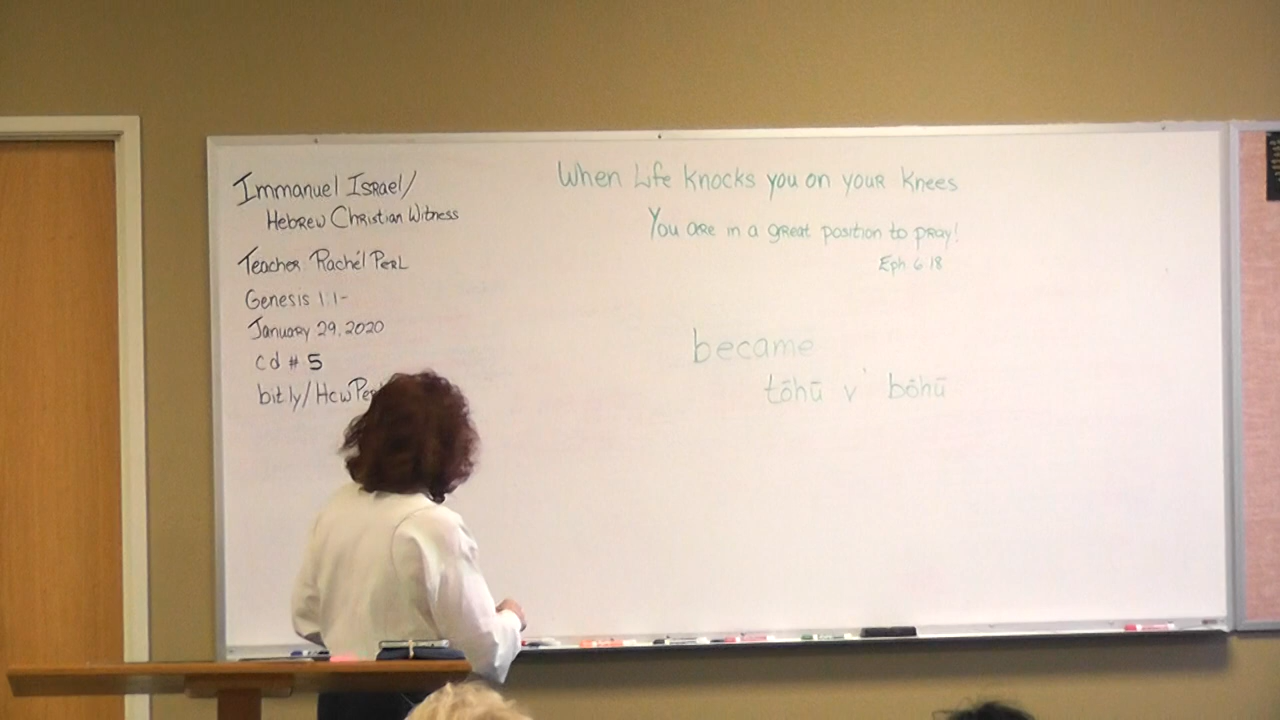 Immanuel Israel/
Hebrew Christian Witness
Teacher Rachél Perl
Genesis 1:1-
January 29, 2020
cd # 5
bit.ly/HcwPer
When Life Knocks you on your Knees
You are in a great position to pray!
Eph 6:18
became
tōhū v' bōhū